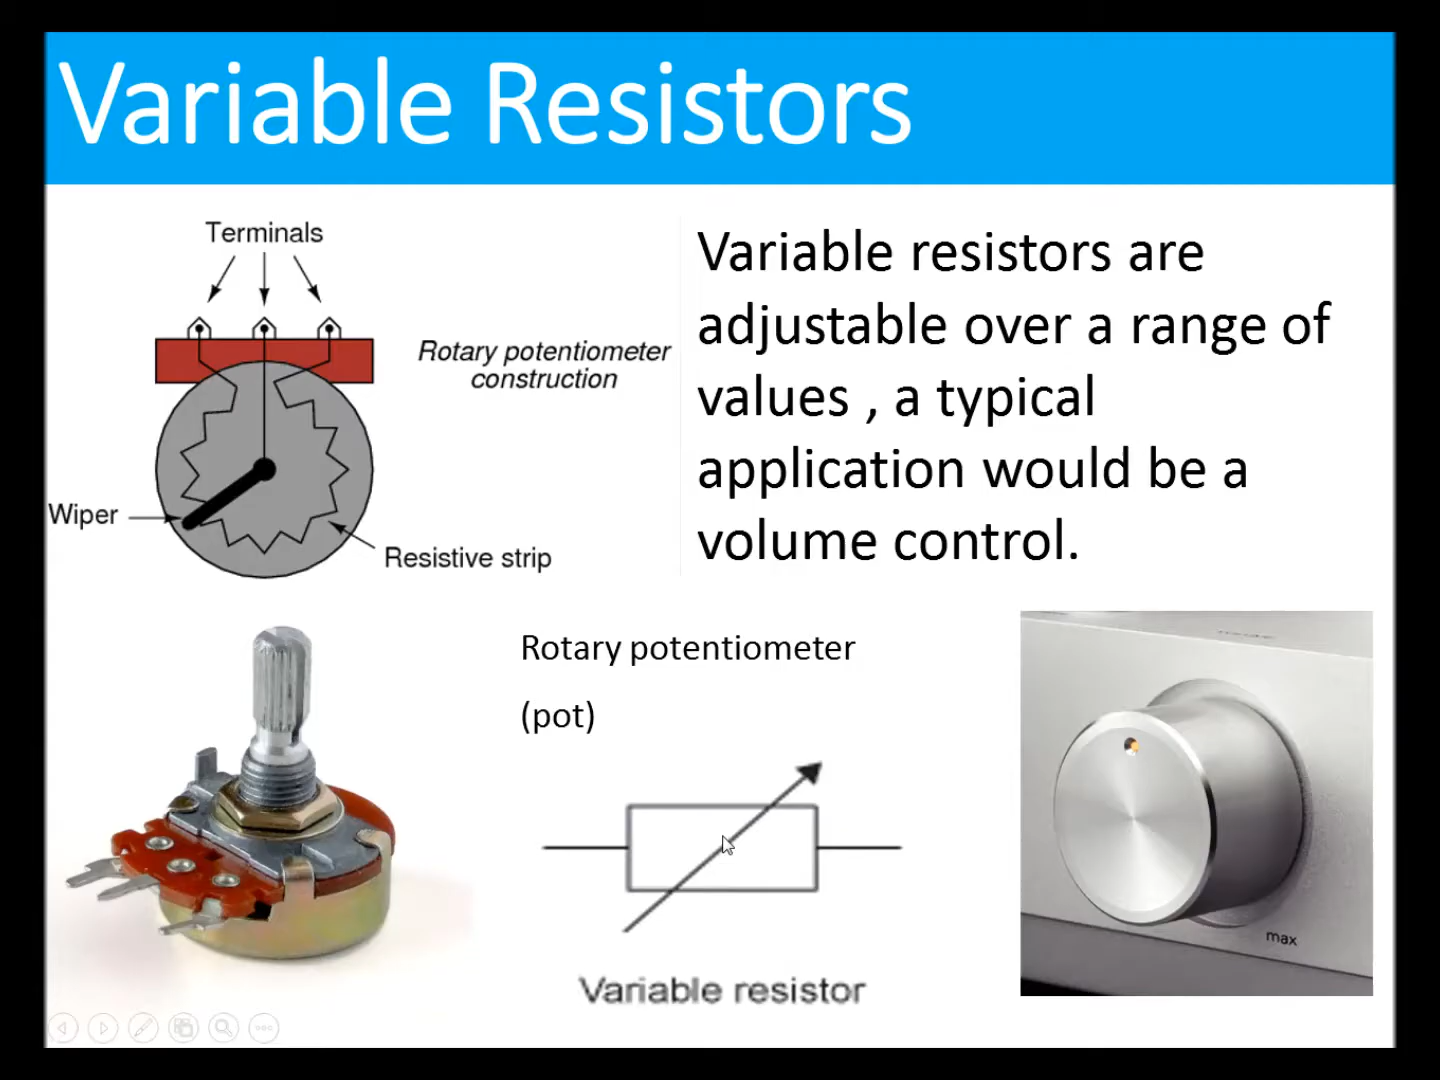 Variable Resistors
Terminals
Rotary potentiometer
construction
Wiper
Resistive strip
Variable resistors are
adjustable over a range of
values , a typical
application would be a
volume control.
Rotary potentiometer
(pot)
Variable resistor
max